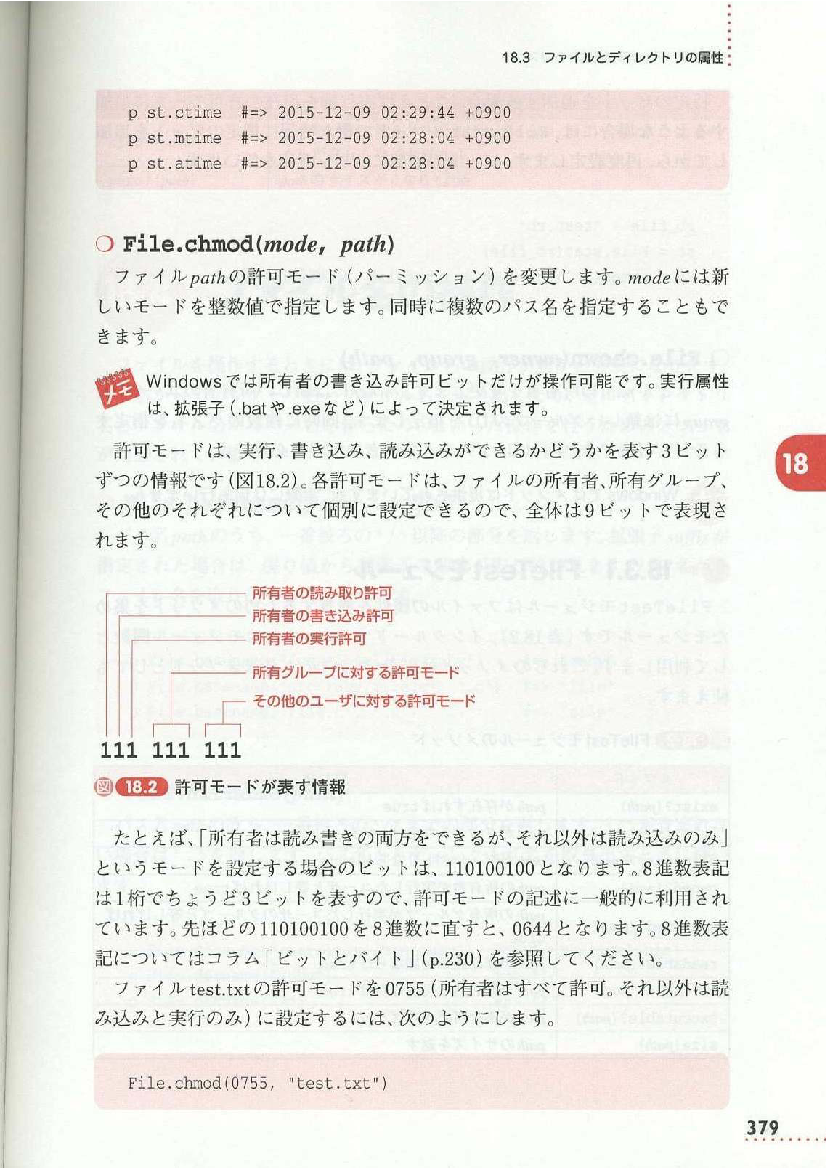 18.3 ファイルとディレクトリの属性
p st.ctime #=> 2015-12-09 02:29:44 +0900
p st.mtime #=> 2015-12-09 02:28:04 +0900
p st.atime #=> 2015-12-09 02:28:04 +0900
❍ File.chmod(mode, path)
ファイルpathの許可モード（パーミッション）を変更します。modeには新
しいモードを整数値で指定します。同時に複数のパス名を指定することもで
きます。
メモ Windowsでは所有者の書き込み許可ビットだけが操作可能です。実行属性
は、拡張子（.batや.exeなど）によって決定されます。
許可モードは、実行、書き込み、読み込みができるかどうかを表す3ビット
ずつの情報です（図18.2）。各許可モードは、ファイルの所有者、所有グループ、
その他のそれぞれについて個別に設定できるので、全体は9ビットで表現さ
れます。
18
所有者の読み取り許可
所有者の書き込み許可
所有者の実行許可
所有グループに対する許可モード
その他のユーザに対する許可モード
111 111 111
図 18.2 許可モードが表す情報
たとえば、「所有者は読み書きの両方をできるが、それ以外は読み込みのみ」
というモードを設定する場合のビットは、110100100となります。8進数表記
は1桁でちょうど3ビットを表すので、許可モードの記述に一般的に利用され
ています。先ほどの110100100を8進数に直すと、0644となります。8進数表
記についてはコラム「ビットとバイト」（p.230）を参照してください。
ファイルtest.txtの許可モードを0755（所有者はすべて許可。それ以外は読
み込みと実行のみ）に設定するには、次のようにします。
File.chmod(0755, "test.txt")
379